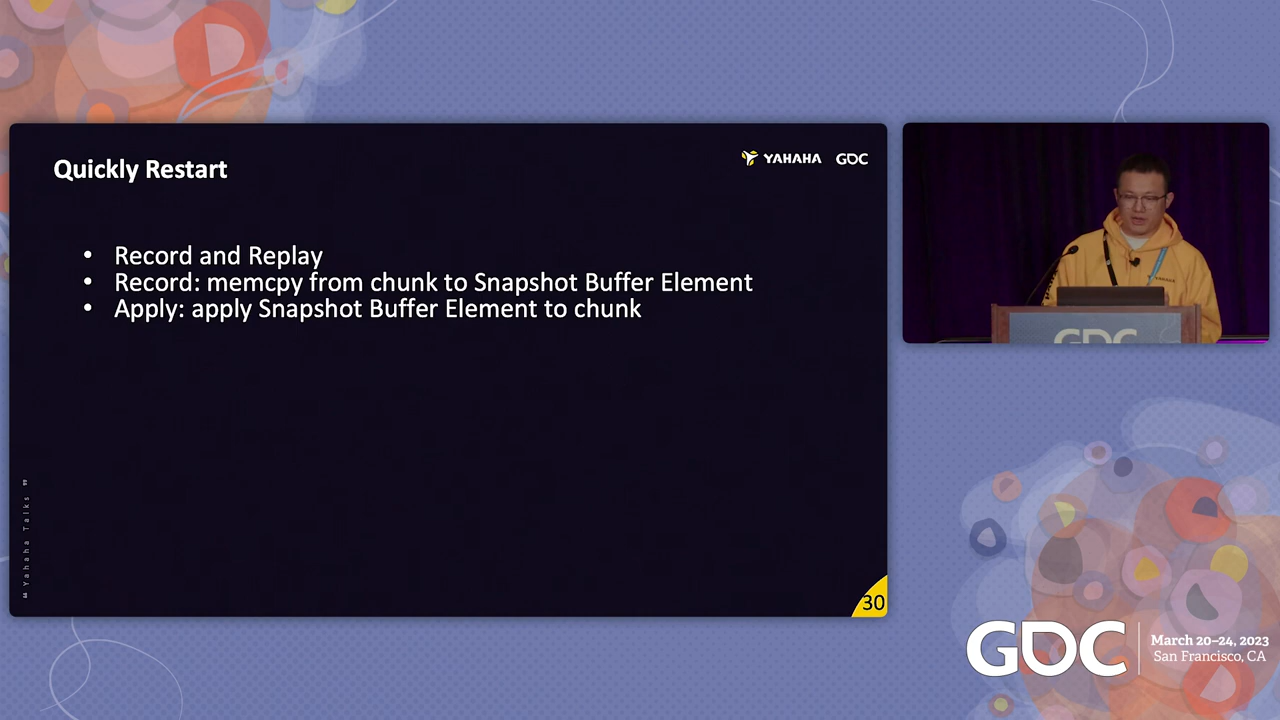 Quickly Restart
YAHAHA GDC
• Record and Replay
• Record: memcpy from chunk to Snapshot Buffer Element
• Apply: apply Snapshot Buffer Element to chunk
“ Yahaha Talks ”
30
GDC
GDC
March 20–24, 2023
San Francisco, CA